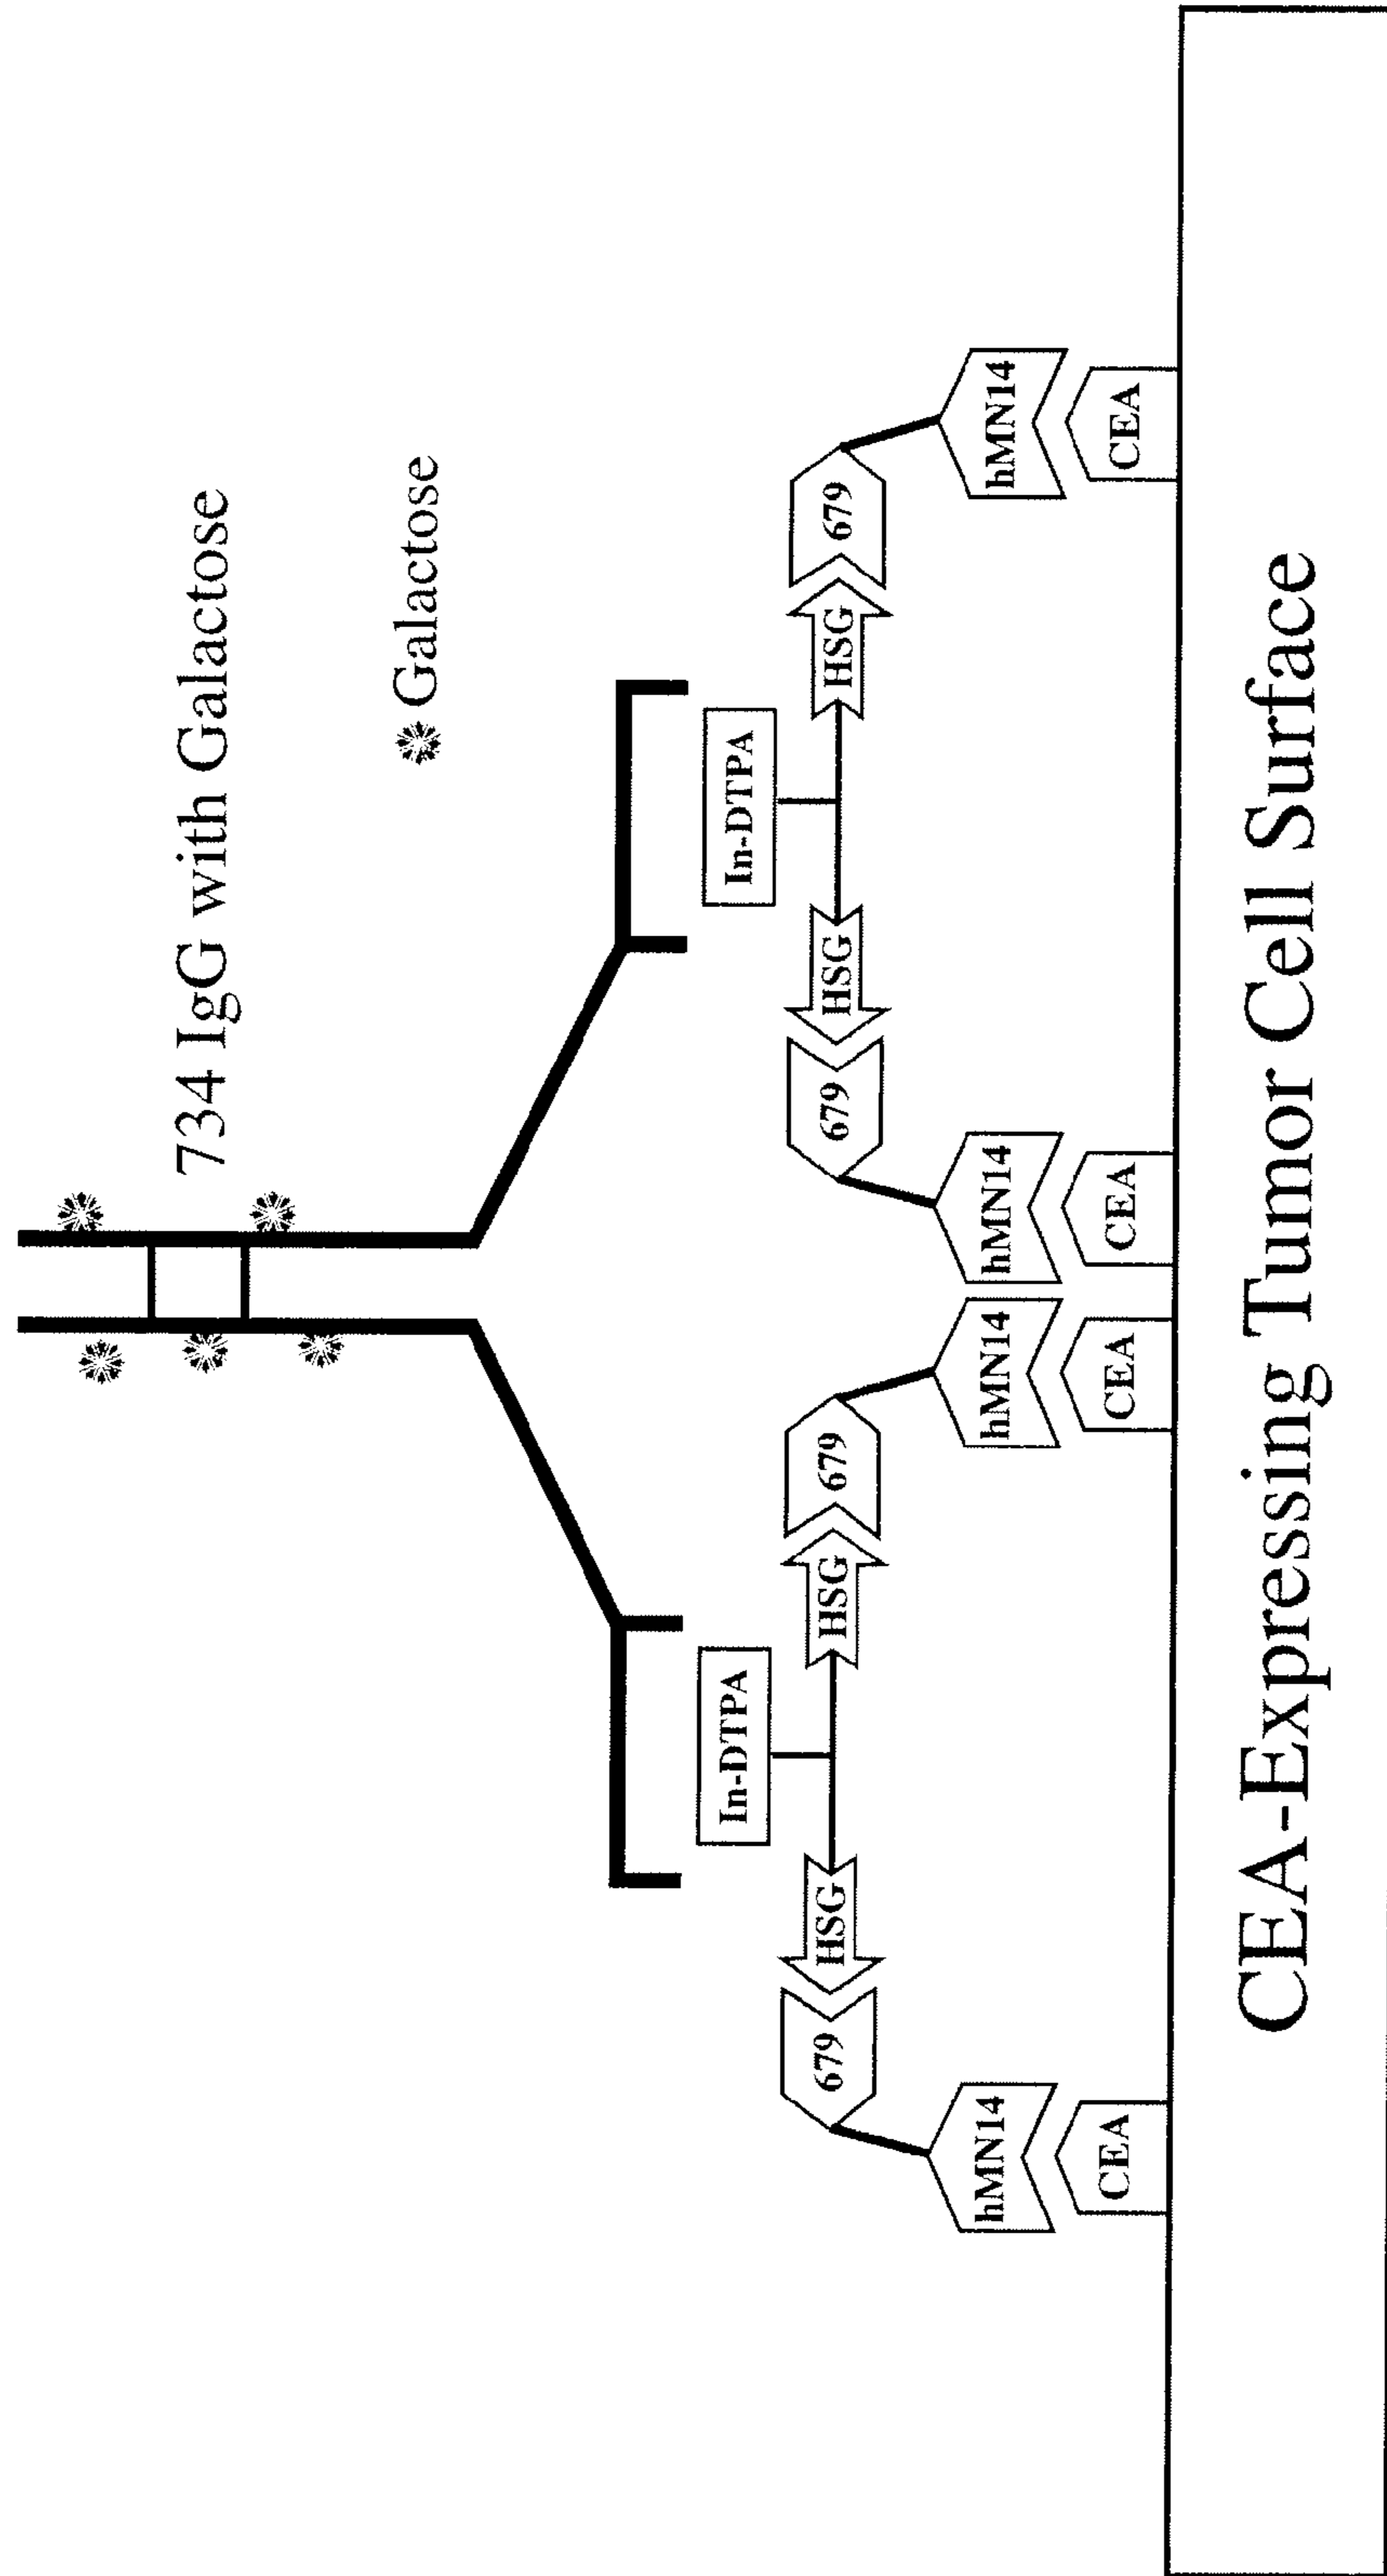 734 IgG with Galactose
Galactose
In-DTPA In-DTPA
679 HSG HSG 679 679 HSG HSG 679
hMN14 hMN14 hMN14 hMN14
CEA CEA CEA CEA
CEA-Expressing Tumor Cell Surface